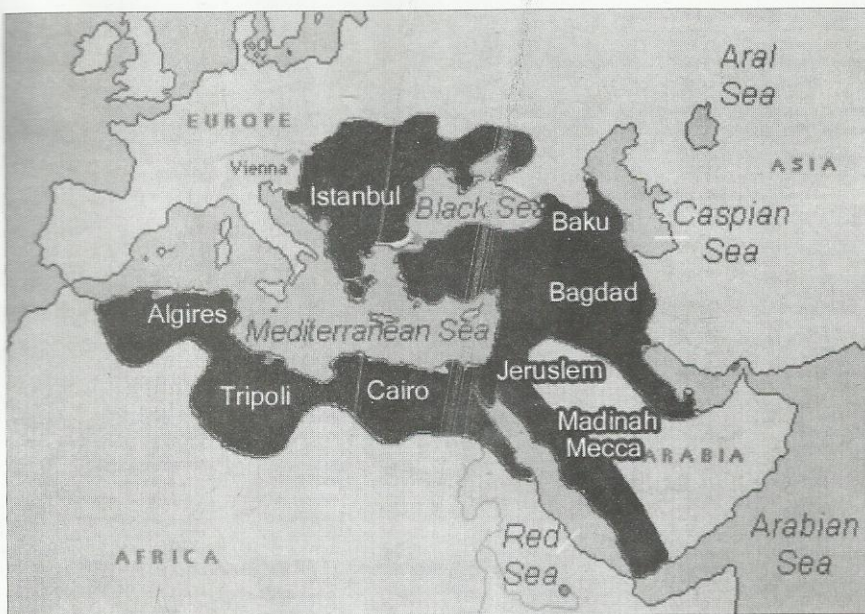 Aral
Sea
EUROPE
ASIA
Vienna
Istanbul
Black Sea
Baku
Caspian
Sea
Bagdad
Algires
Mediterranean Sea
Jeruslem
Tripoli
Cairo
Madinah
Mecca
ARABIA
Red
Sea
Arabian
Sea
AFRICA